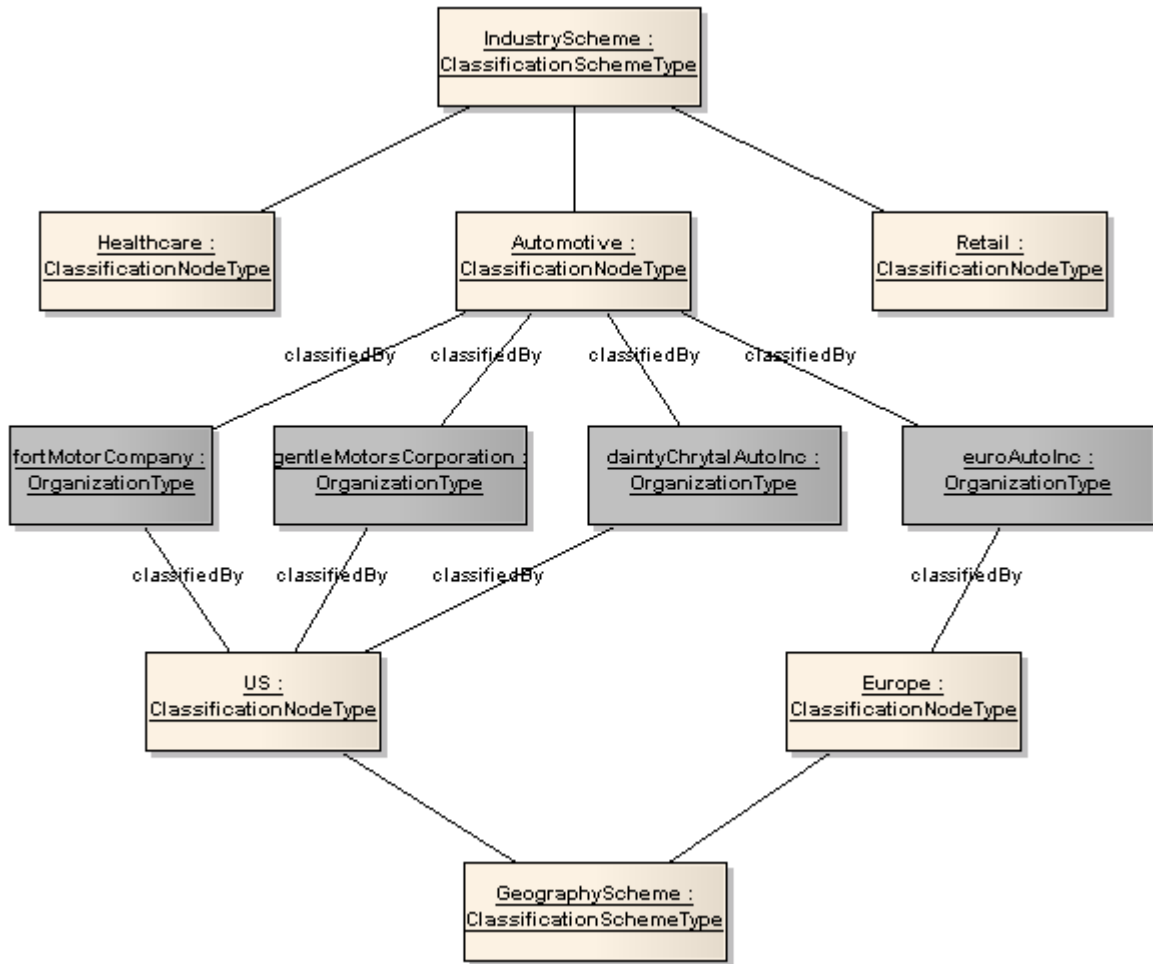 IndustryScheme :
ClassificationSchemeType
Healthcare :
ClassificationNodeType
Automotive :
ClassificationNodeType
Retail :
ClassificationNodeType
classifiedBy
classifiedBy
classifiedBy
classifiedBy
fortMotorCompany :
OrganizationType
gentleMotorsCorporation :
OrganizationType
daintyChrytalAutoInc :
OrganizationType
euroAutoInc :
OrganizationType
classifiedBy
classifiedBy
classifiedBy
classifiedBy
US :
ClassificationNodeType
Europe :
ClassificationNodeType
GeographyScheme :
ClassificationSchemeType